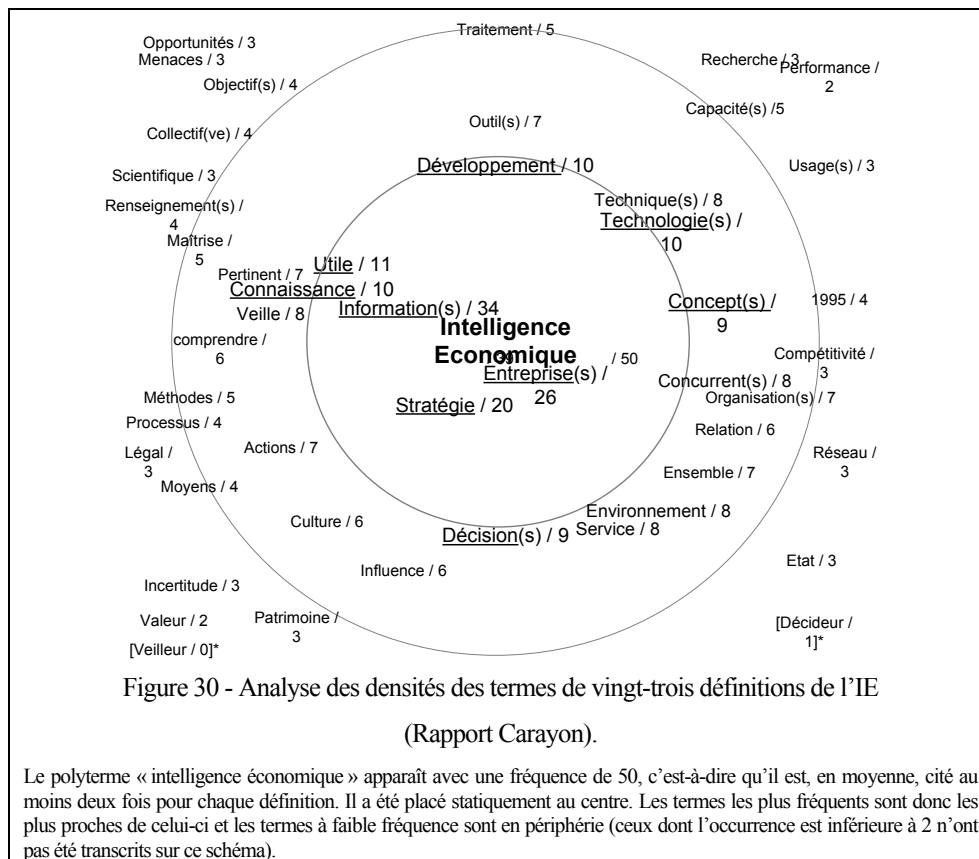 Traitement / 5
Opportunités / 3
Menaces / 3
Recherche / 3
Performance /
2
Objectif(s) / 4
Capacité(s) /5
Outil(s) / 7
Collectif(ve) / 4
Développement / 10
Usage(s) / 3
Scientifique / 3
Technique(s) / 8
Renseignement(s) /
4
Technologie(s) /
10
Maîtrise /
5
Utile / 11
Pertinent / 7
Connaissance / 10
Information(s) / 34
Veille / 8
Concept(s) /
9
1995 / 4
Intelligence
Economique
/ 50
comprendre /
6
Entreprise(s) /
26
Compétitivité /
3
Concurrent(s) / 8
Organisation(s) / 7
Méthodes / 5
Stratégie / 20
Processus / 4
Relation / 6
Actions / 7
Légal /
3
Réseau /
3
Moyens / 4
Ensemble / 7
Culture / 6
Environnement / 8
Service / 8
Décision(s) / 9
Influence / 6
Etat / 3
Incertitude / 3
Valeur / 2
Patrimoine /
3
[Veilleur / 0]*
[Décideur /
1]*
Figure 30 - Analyse des densités des termes de vingt-trois définitions de l’IE
(Rapport Carayon).
Le polyterme « intelligence économique » apparaît avec une fréquence de 50, c’est-à-dire qu’il est, en moyenne, cité au
moins deux fois pour chaque définition. Il a été placé statiquement au centre. Les termes les plus fréquents sont donc les
plus proches de celui-ci et les termes à faible fréquence sont en périphérie (ceux dont l’occurrence est inférieure à 2 n’ont
pas été transcrits sur ce schéma).